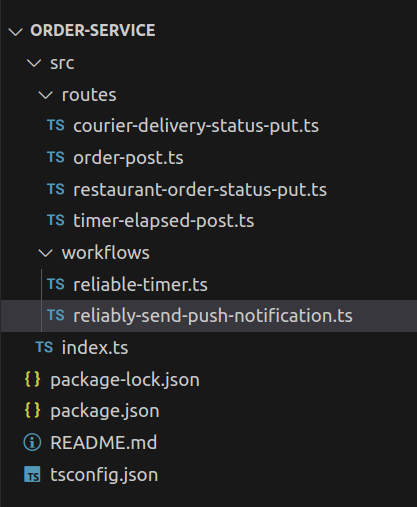 ORDER-SERVICE
src
routes
TS courier-delivery-status-put.ts
TS order-post.ts
TS restaurant-order-status-put.ts
TS timer-elapsed-post.ts
workflows
TS reliable-timer.ts
TS reliably-send-push-notification.ts
TS index.ts
{} package-lock.json
{} package.json
README.md
TS tsconfig.json